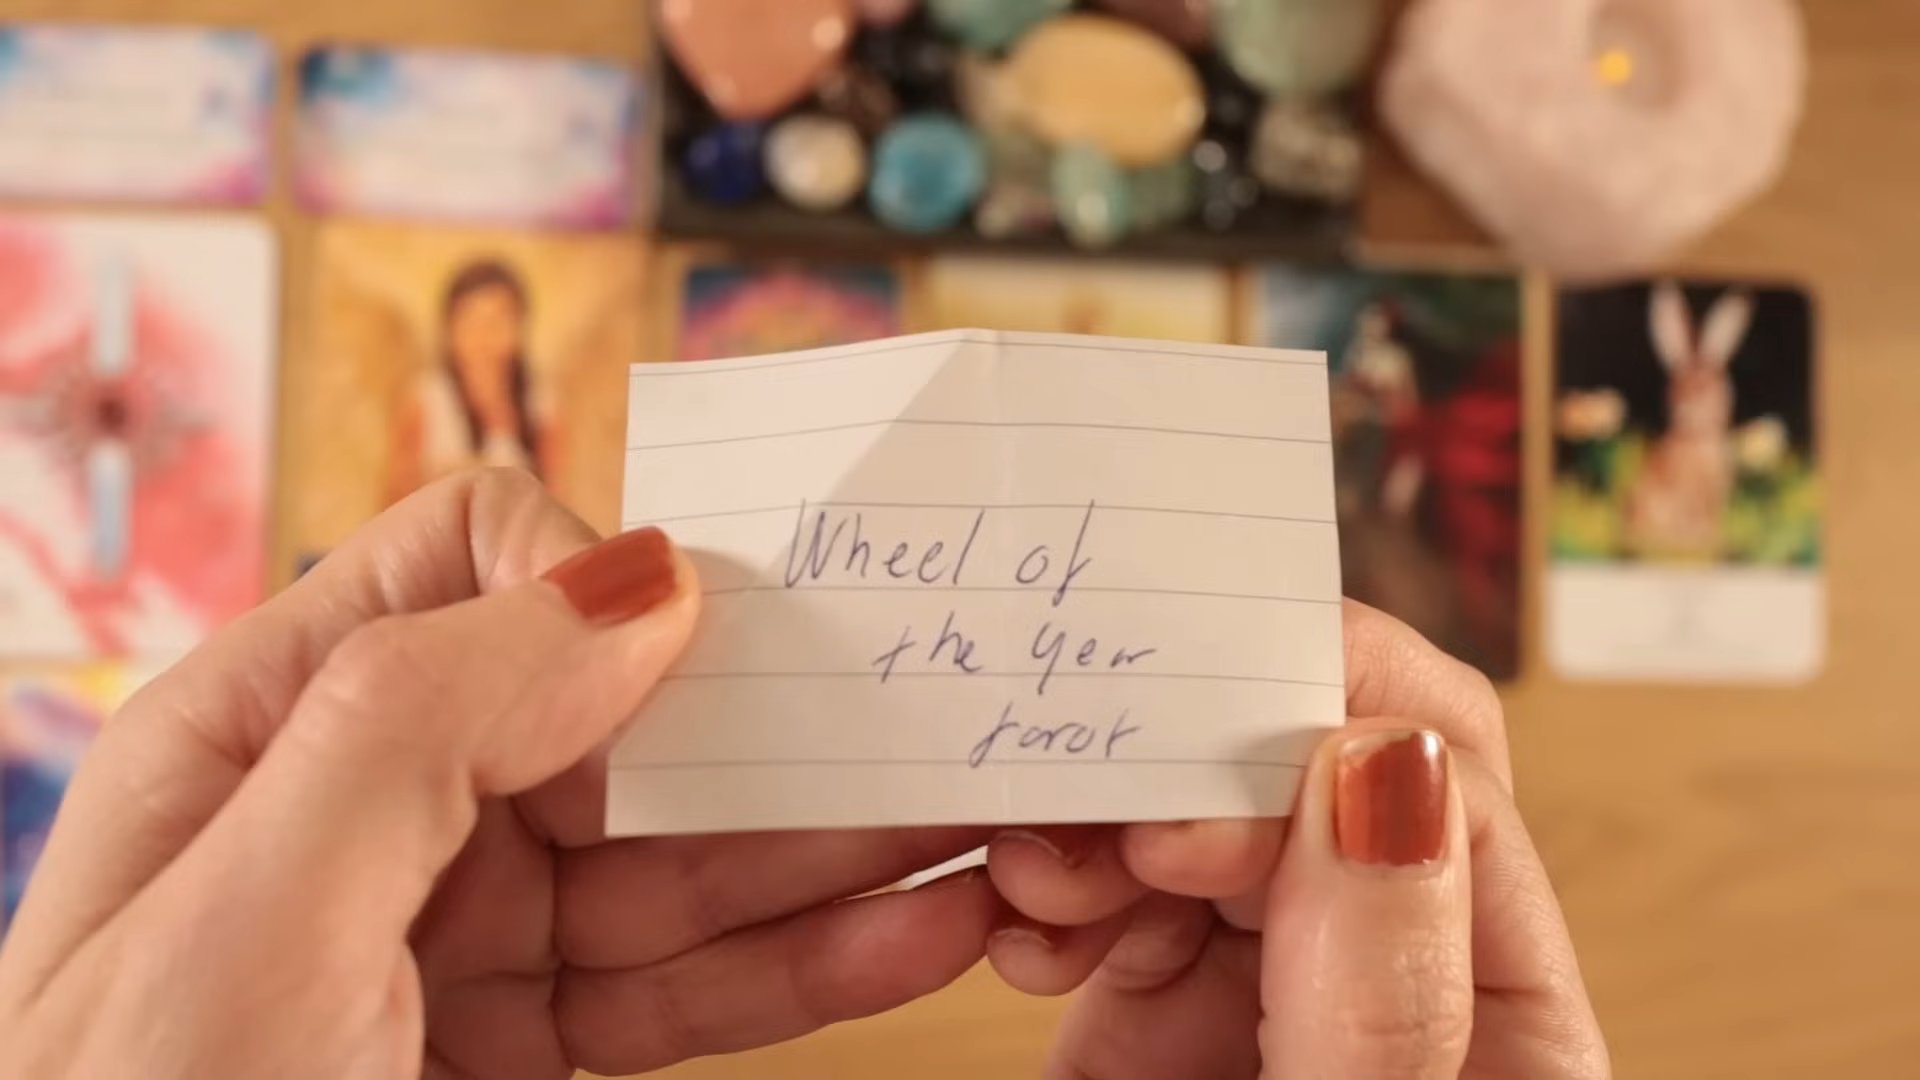 Wheel of
the Year
tarot